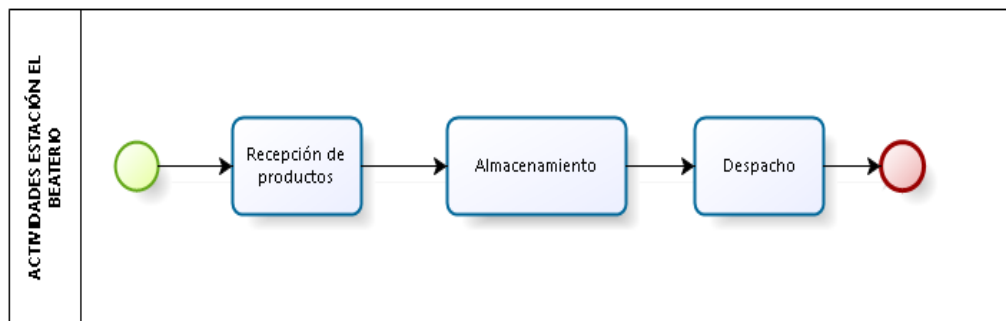 ACTIVIDADES ESTACIÓN EL
BEATERIO
Recepción de
productos
Almacenamiento
Despacho